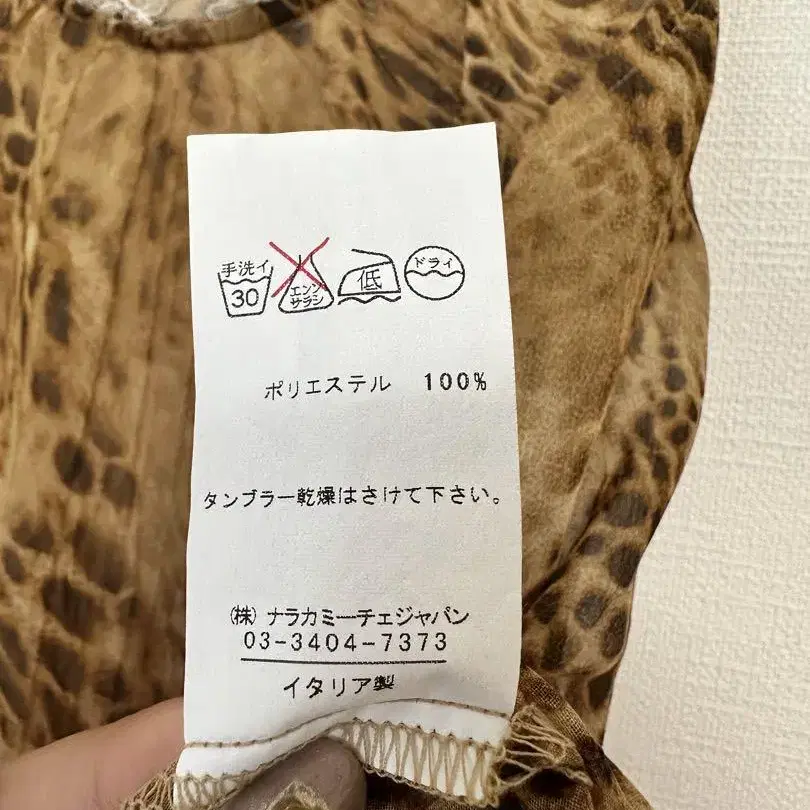 手洗イ
30
エンソ
サラシ
低
ドライ
ポリエステル 100%
タンブラー乾燥はさけて下さい。
(株) ナラカミーチェジャパン
03-3404-7373
イタリア製